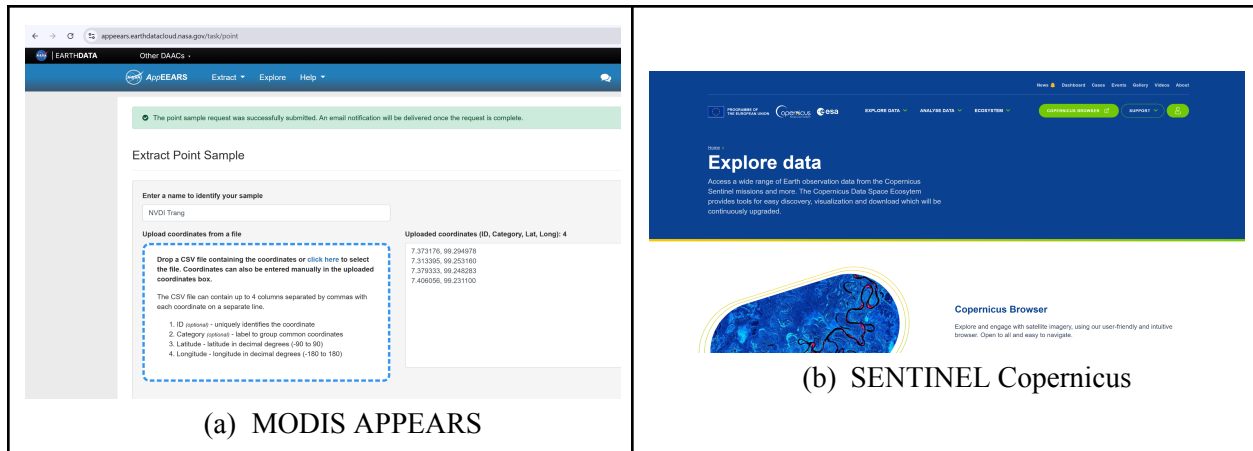 appeears.earthdatacloud.nasa.gov/task/point
EARTHDATA Other DAACs
AppEEARS Extract Explore Help
The point sample request was successfully submitted. An email notification will be delivered once the request is complete.
Extract Point Sample
Enter a name to identify your sample
NVDI Trang
Upload coordinates from a file
Drop a CSV file containing the coordinates or click here to select
the file. Coordinates can also be entered manually in the uploaded
coordinates box.
The CSV file can contain up to 4 columns separated by commas with
each coordinate on a separate line.
1. ID (optional) - uniquely identifies the coordinate
2. Category (optional) - label to group common coordinates
3. Latitude - latitude in decimal degrees (-90 to 90)
4. Longitude - longitude in decimal degrees (-180 to 180)
Uploaded coordinates (ID, Category, Lat, Long): 4
7.373176, 99.294978
7.313395, 99.253160
7.379333, 99.248283
7.406056, 99.231100
(a) MODIS APPEARS
News Dashboard Cases Events Gallery Videos About
PROGRAMME OF
THE EUROPEAN UNION
opernicus
esa
EXPLORE DATA ANALYSE DATA ECOSYSTEM
COPERNICUS BROWSER SUPPORT
Home
Explore data
Access a wide range of Earth observation data from the Copernicus
Sentinel missions and more. The Copernicus Data Space Ecosytem
provides tools for easy discovery, visualization and download which will be
continuously upgraded.
Copernicus Browser
Explore and engage with satellite imagery, using our user-friendly and intuitive
browser. Open to all and easy to navigate.
(b) SENTINEL Copernicus